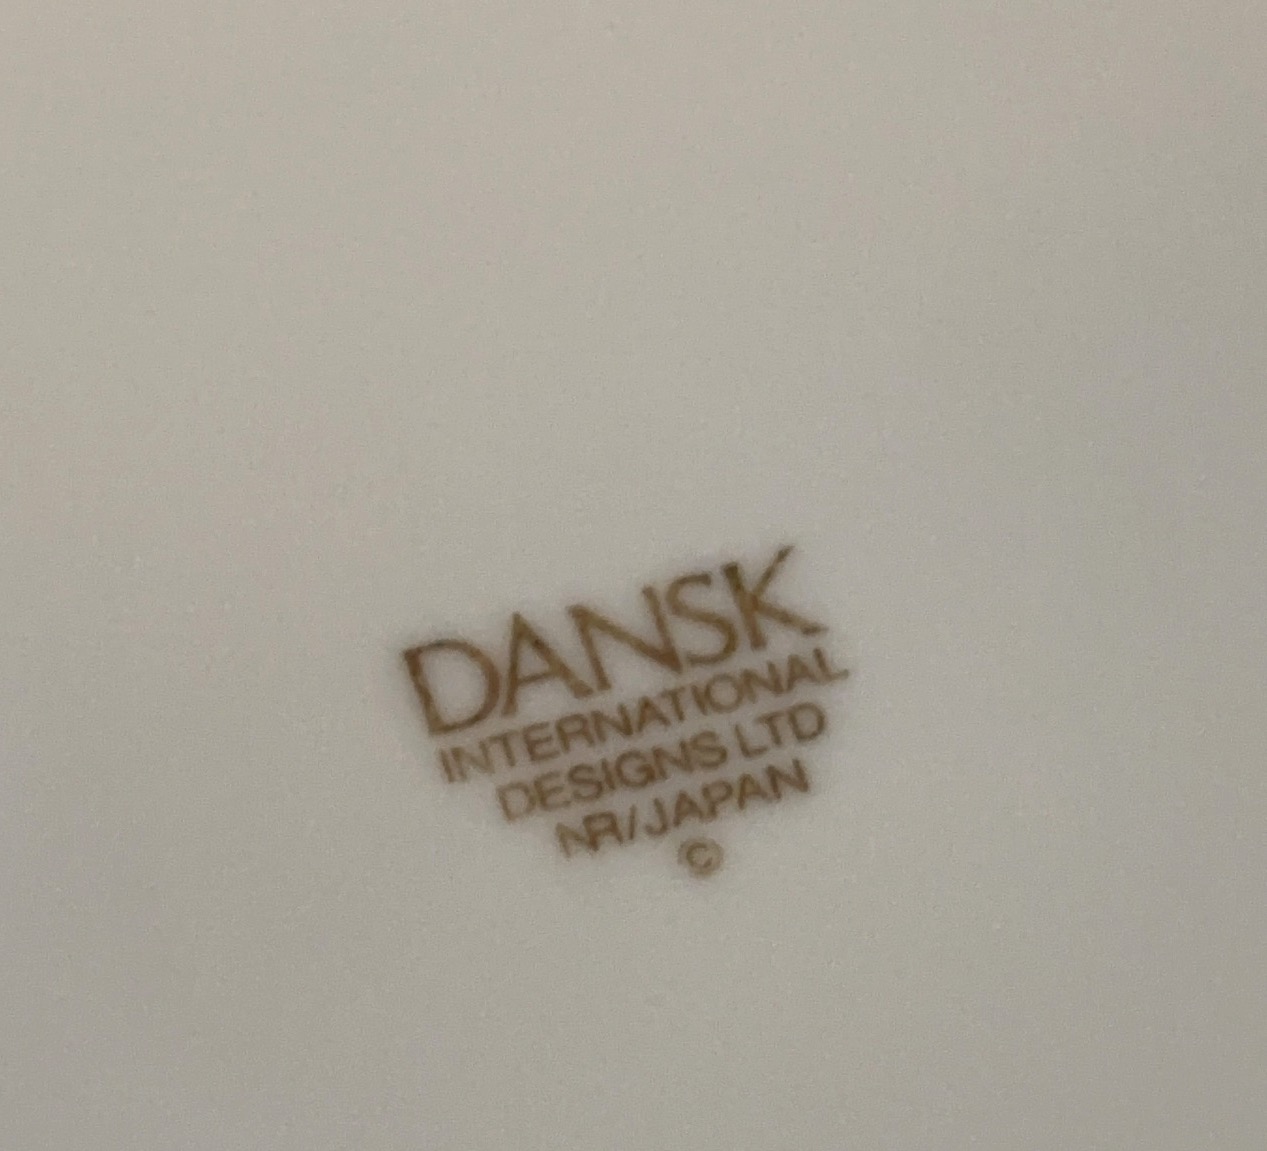 DANSK
INTERNATIONAL
DESIGNS LTD
NR/JAPAN
©